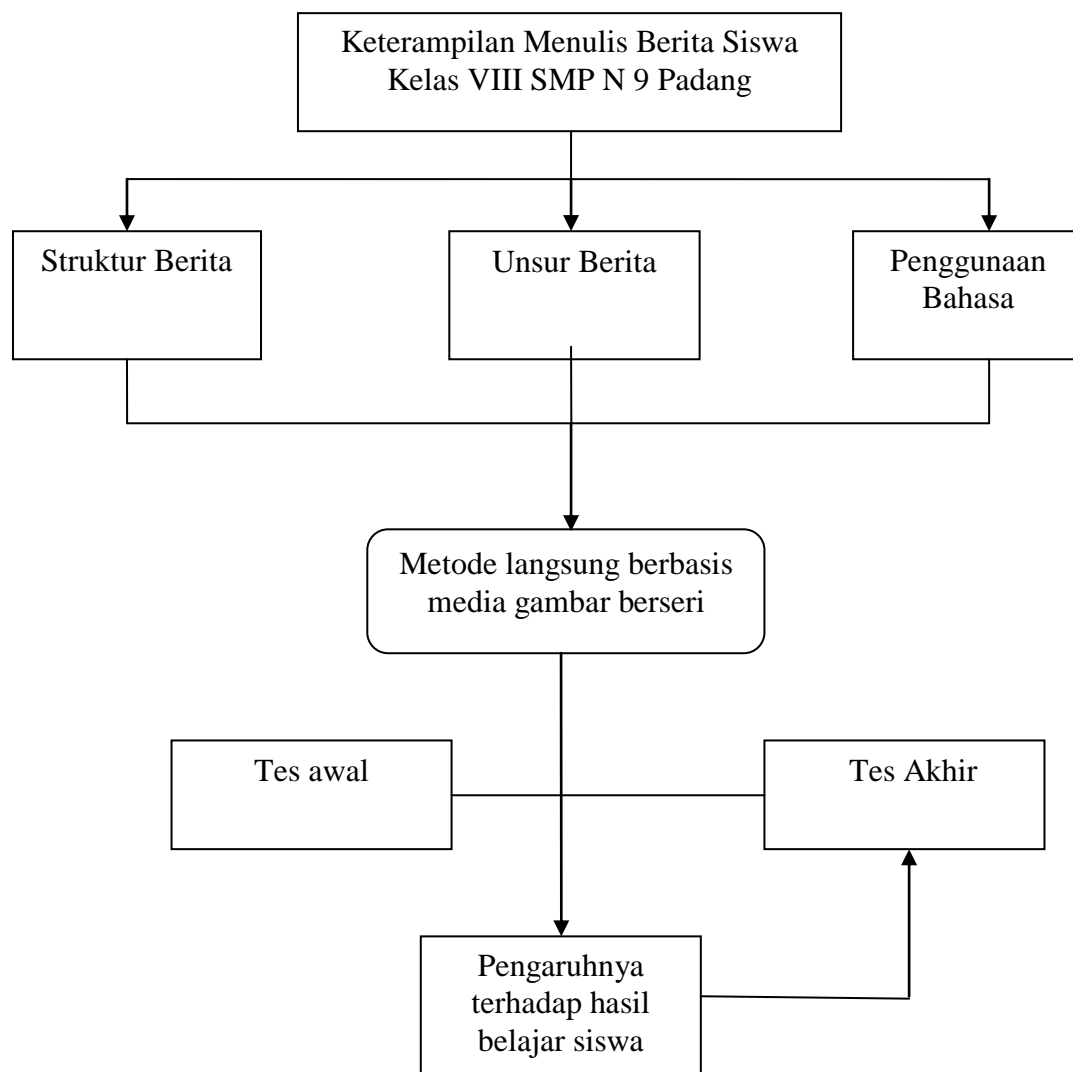 Keterampilan Menulis Berita Siswa
Kelas VIII SMP N 9 Padang
Struktur Berita
Unsur Berita
Penggunaan
Bahasa
Metode langsung berbasis
media gambar berseri
Tes awal
Tes Akhir
Pengaruhnya
terhadap hasil
belajar siswa